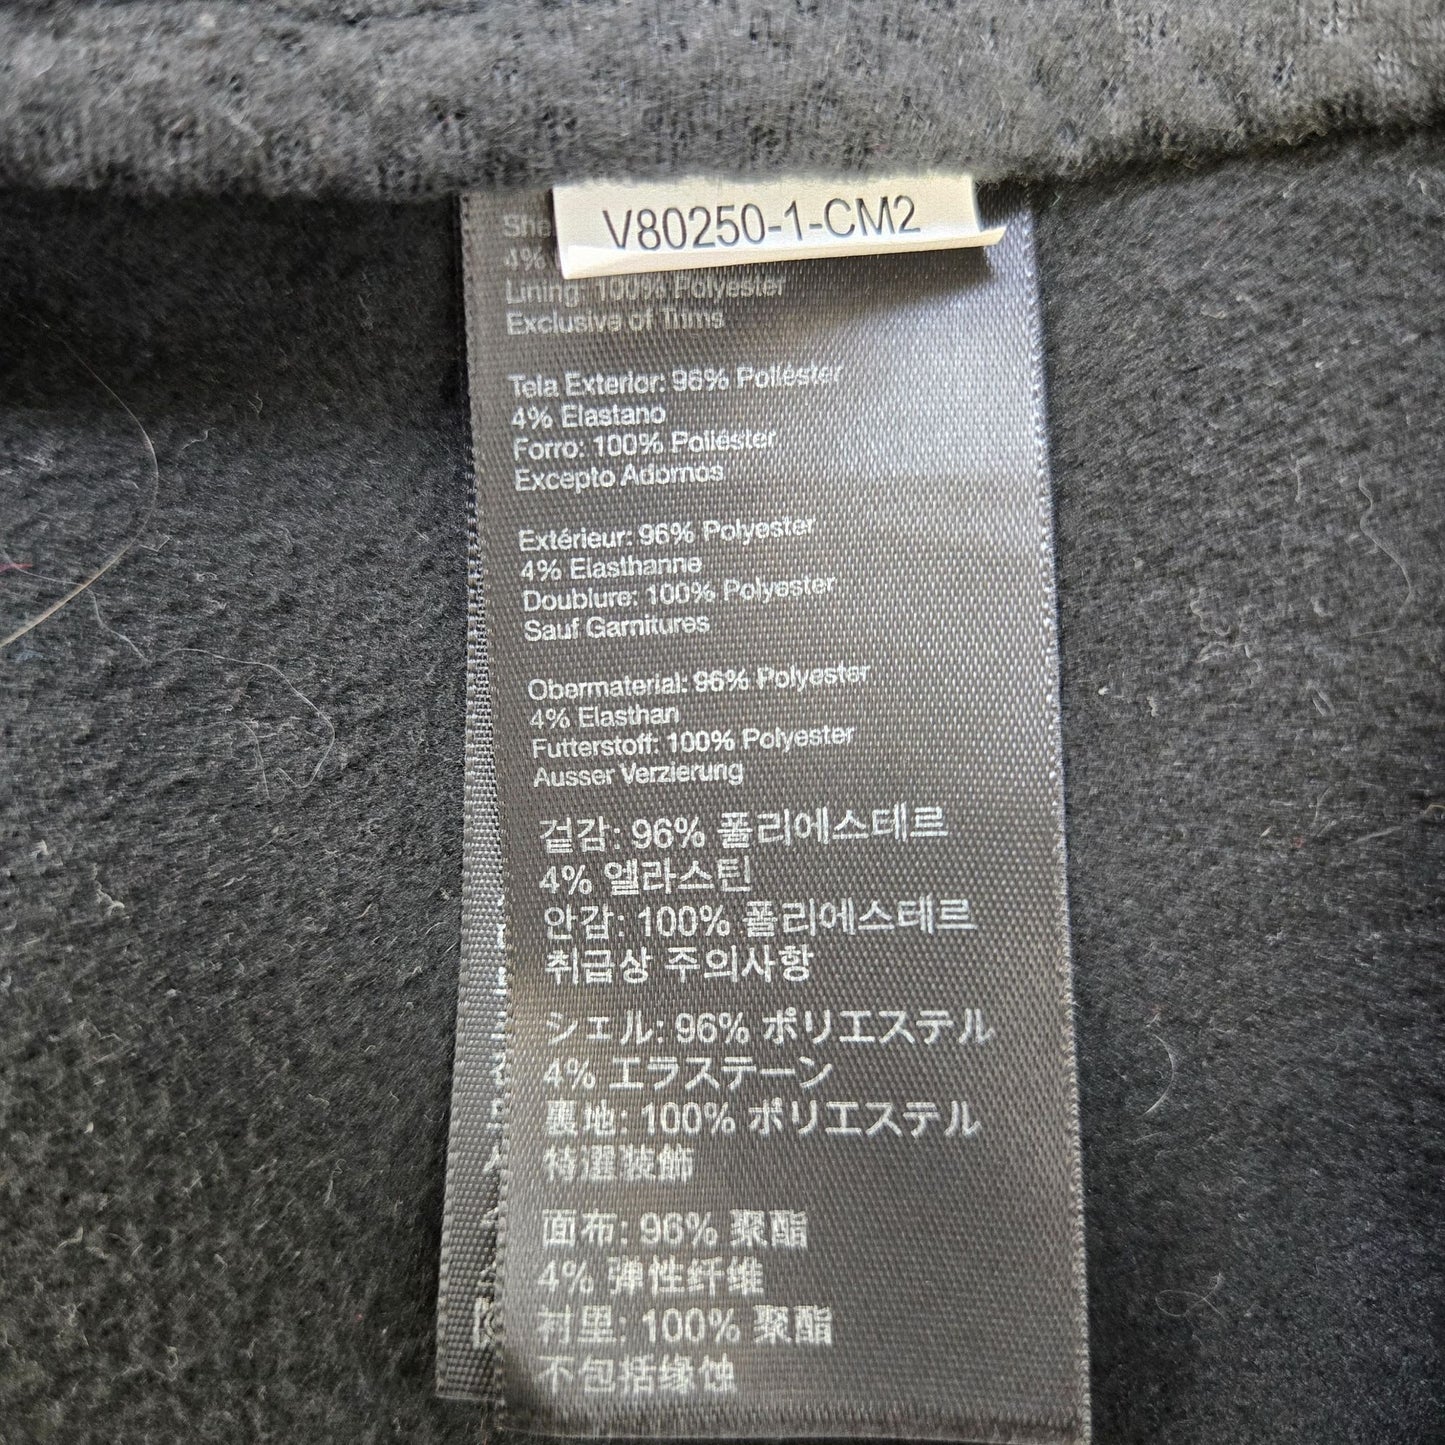 V80250-1-CM2
4%
Lining: 100% Polyester
Exclusive of Trims
Tela Exterior: 96% Poliéster
4% Elastano
Forro: 100% Poliéster
Excepto Adornos
Extérieur: 96% Polyester
4% Elasthanne
Doublure: 100% Polyester
Sauf Garnitures
Obermaterial: 96% Polyester
4% Elasthan
Futterstoff: 100% Polyester
Ausser Verzierung
겉감: 96% 폴리에스테르
4% 엘라스틴
안감: 100% 폴리에스테르
취급상 주의사항
シェル: 96% ポリエステル
4% エラステーン
裏地: 100% ポリエステル
特選装飾
面布: 96% 聚酯
4% 弹性纤维
衬里: 100% 聚酯
不包括缘蚀